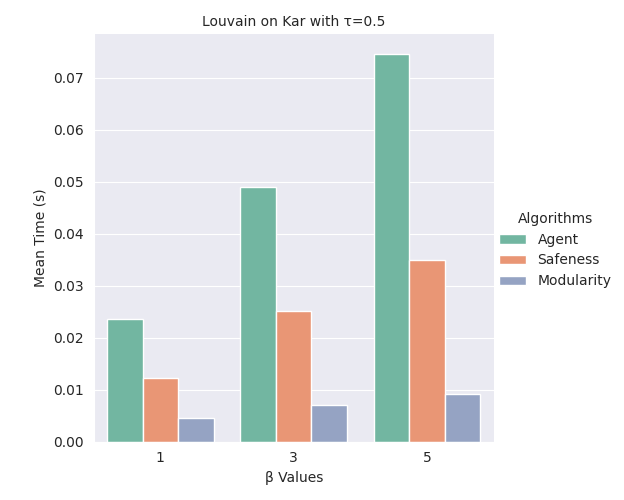 Louvain on Kar with τ=0.5
Mean Time (s)
0.07
0.06
0.05
0.04
0.03
0.02
0.01
0.00
1 3 5
β Values
Algorithms
Agent
Safeness
Modularity